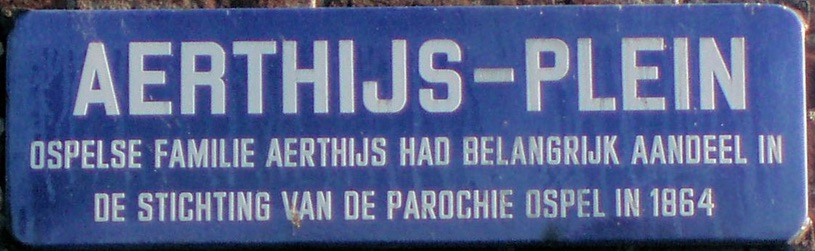 AERTHIJS-PLEIN
OSPELSE FAMILIE AERTHIJS HAD BELANGRIJK AANDEEL IN
DE STICHTING VAN DE PAROCHIE OSPEL IN 1864